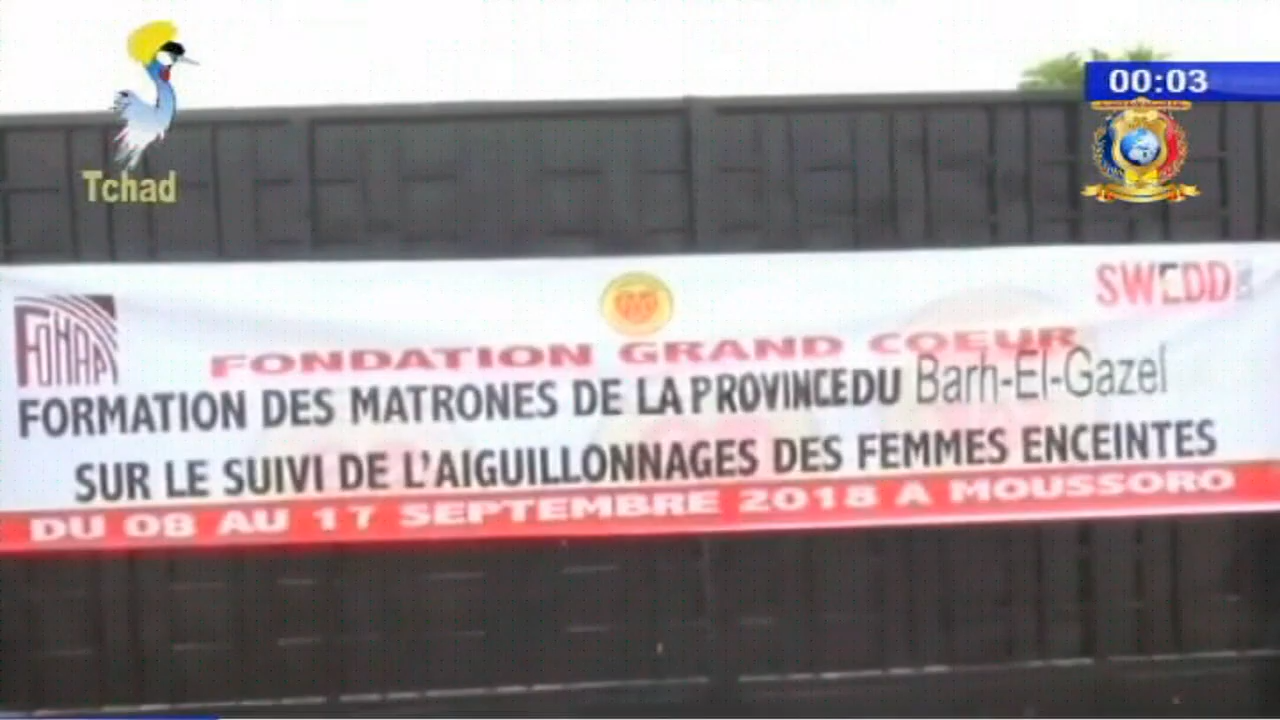 00:03
Tchad
SWEDD
FOHAP
FONDATION GRAND COEUR
FORMATION DES MATRONES DE LA PROVINCEDU Barh-El-Gazel
SUR LE SUIVI DE L'AIGUILLONNAGES DES FEMMES ENCEINTES
DU 08 AU 17 SEPTEMBRE 2018 A MOUSSORO